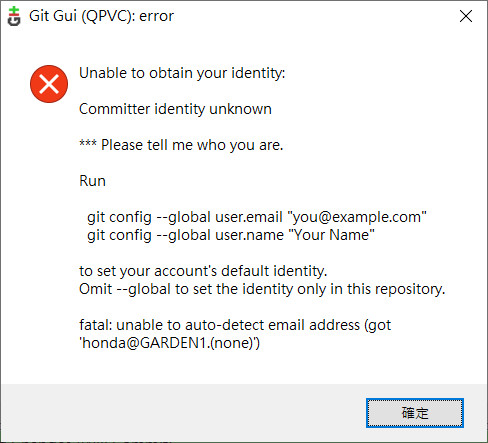 Git Gui (QPVC): error
Unable to obtain your identity:
Committer identity unknown
*** Please tell me who you are.
Run
git config --global user.email "you@example.com"
git config --global user.name "Your Name"
to set your account's default identity.
Omit --global to set the identity only in this repository.
fatal: unable to auto-detect email address (got
'honda@GARDEN1.(none)')
確定